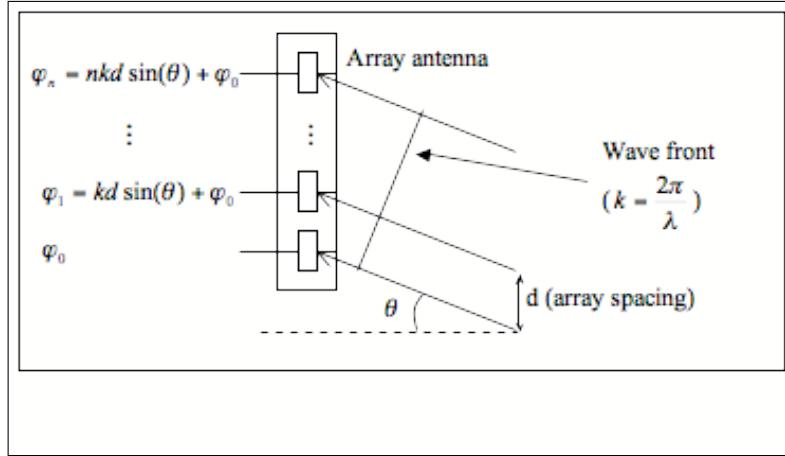 φₙ = nkd sin(θ) + φ₀
Array antenna
⋮ ⋮
Wave front
( k = 2π/λ )
φ₁ = kd sin(θ) + φ₀
φ₀
d (array spacing)
θ